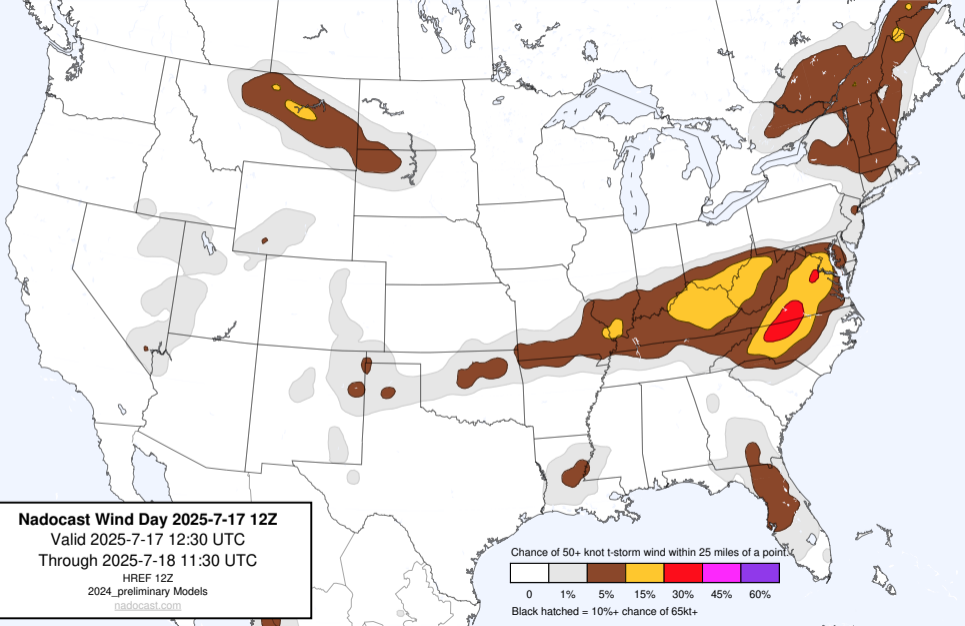 Nadocast Wind Day 2025-7-17 12Z
Valid 2025-7-17 12:30 UTC
Through 2025-7-18 11:30 UTC
HREF 12Z
2024_preliminary Models
nadocast.com
Chance of 50+ knot t-storm wind within 25 miles of a point.
0 1% 5% 15% 30% 45% 60%
Black hatched = 10%+ chance of 65kt+